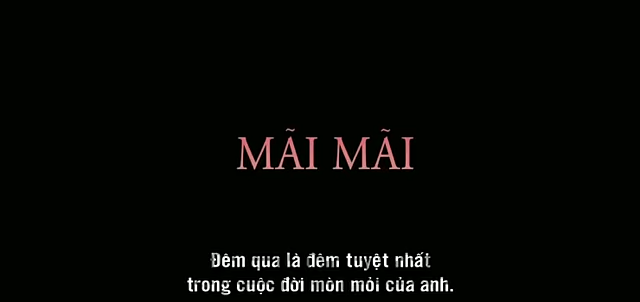 MÃI MÃI
Đêm qua là đêm tuyệt nhất
trong cuộc đời mòn mỏi của anh.